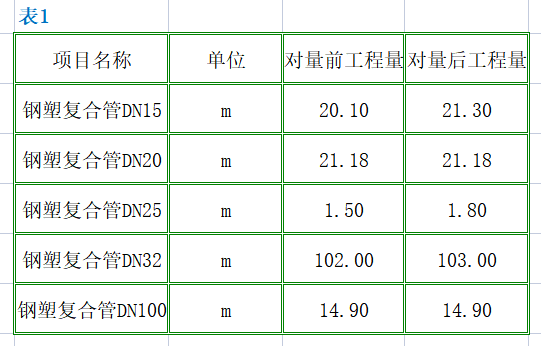 表1
项目名称 单位 对量前工程量 对量后工程量
钢塑复合管DN15 m 20.10 21.30
钢塑复合管DN20 m 21.18 21.18
钢塑复合管DN25 m 1.50 1.80
钢塑复合管DN32 m 102.00 103.00
钢塑复合管DN100 m 14.90 14.90